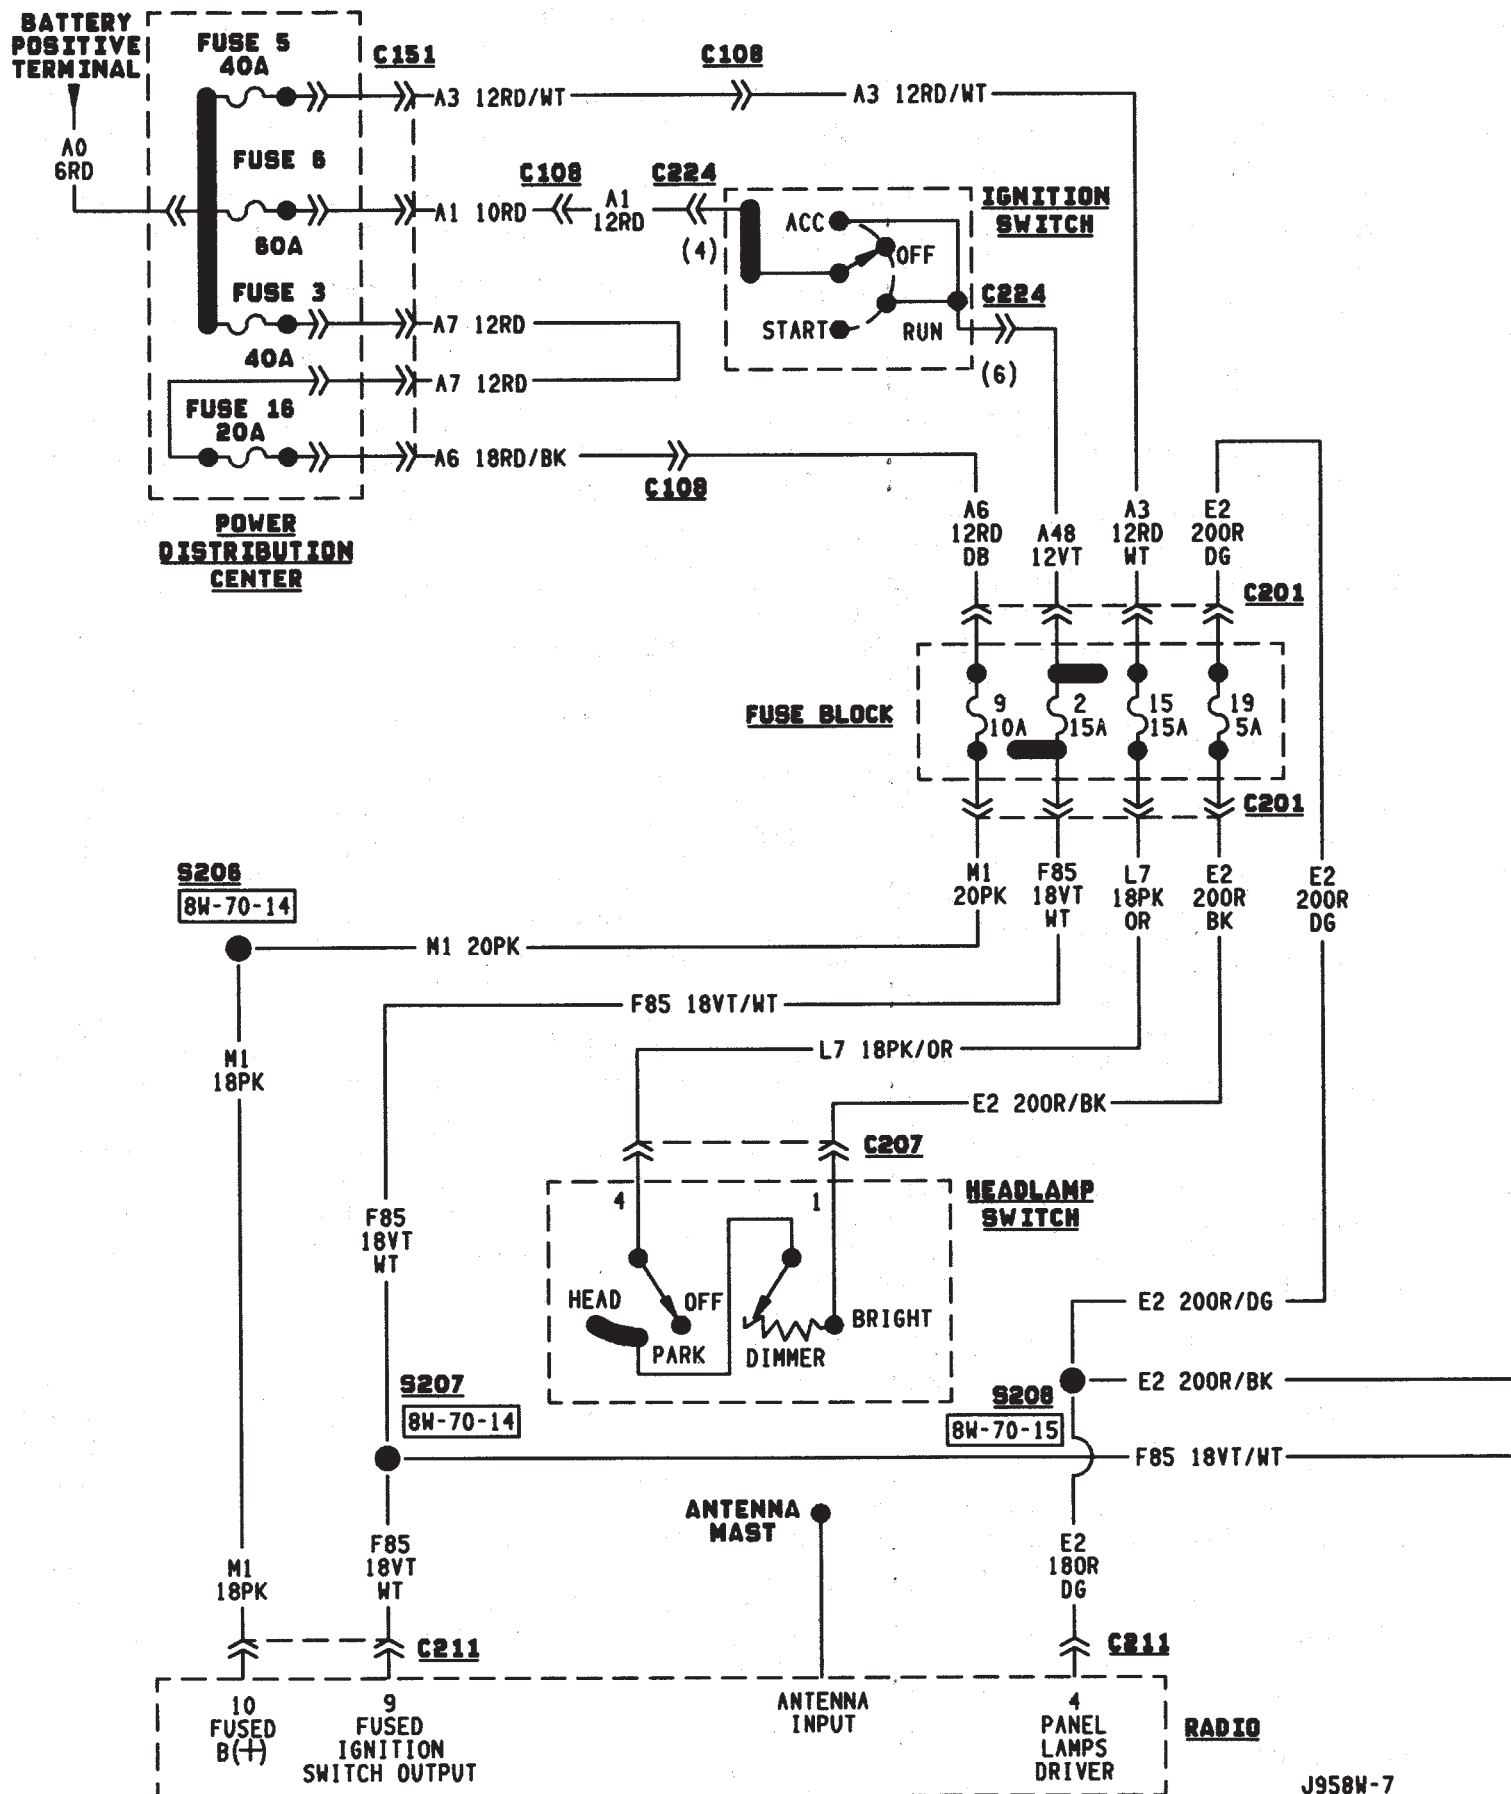 BATTERY
POSITIVE
TERMINAL
A0
6RD
FUSE 5
40A
C151
A3 12RD/WT
C108
A3 12RD/WT
FUSE 6
60A
A1 10RD
C108
A1
12RD
C224
(4)
ACC
OFF
START
RUN
IGNITION
SWITCH
C224
(6)
FUSE 3
40A
A7 12RD
A7 12RD
FUSE 16
20A
A6 18RD/BK
C108
POWER
DISTRIBUTION
CENTER
A6
12RD
DB
A48
12VT
A3
12RD
WT
E2
20OR
DG
C201
FUSE BLOCK
9
10A
2
15A
15
15A
19
5A
C201
M1
20PK
F85
18VT
WT
L7
18PK
OR
E2
20OR
BK
E2
20OR
DG
S206
8W-70-14
M1 20PK
F85 18VT/WT
L7 18PK/OR
E2 20OR/BK
M1
18PK
C207
HEADLAMP
SWITCH
4
1
F85
18VT
WT
HEAD
OFF
PARK
DIMMER
BRIGHT
E2 20OR/DG
S207
8W-70-14
S208
8W-70-15
E2 20OR/BK
F85 18VT/WT
ANTENNA
MAST
M1
18PK
F85
18VT
WT
E2
18OR
DG
C211
C211
10
FUSED
B(+)
9
FUSED
IGNITION
SWITCH OUTPUT
ANTENNA
INPUT
4
PANEL
LAMPS
DRIVER
RADIO
J958W-7